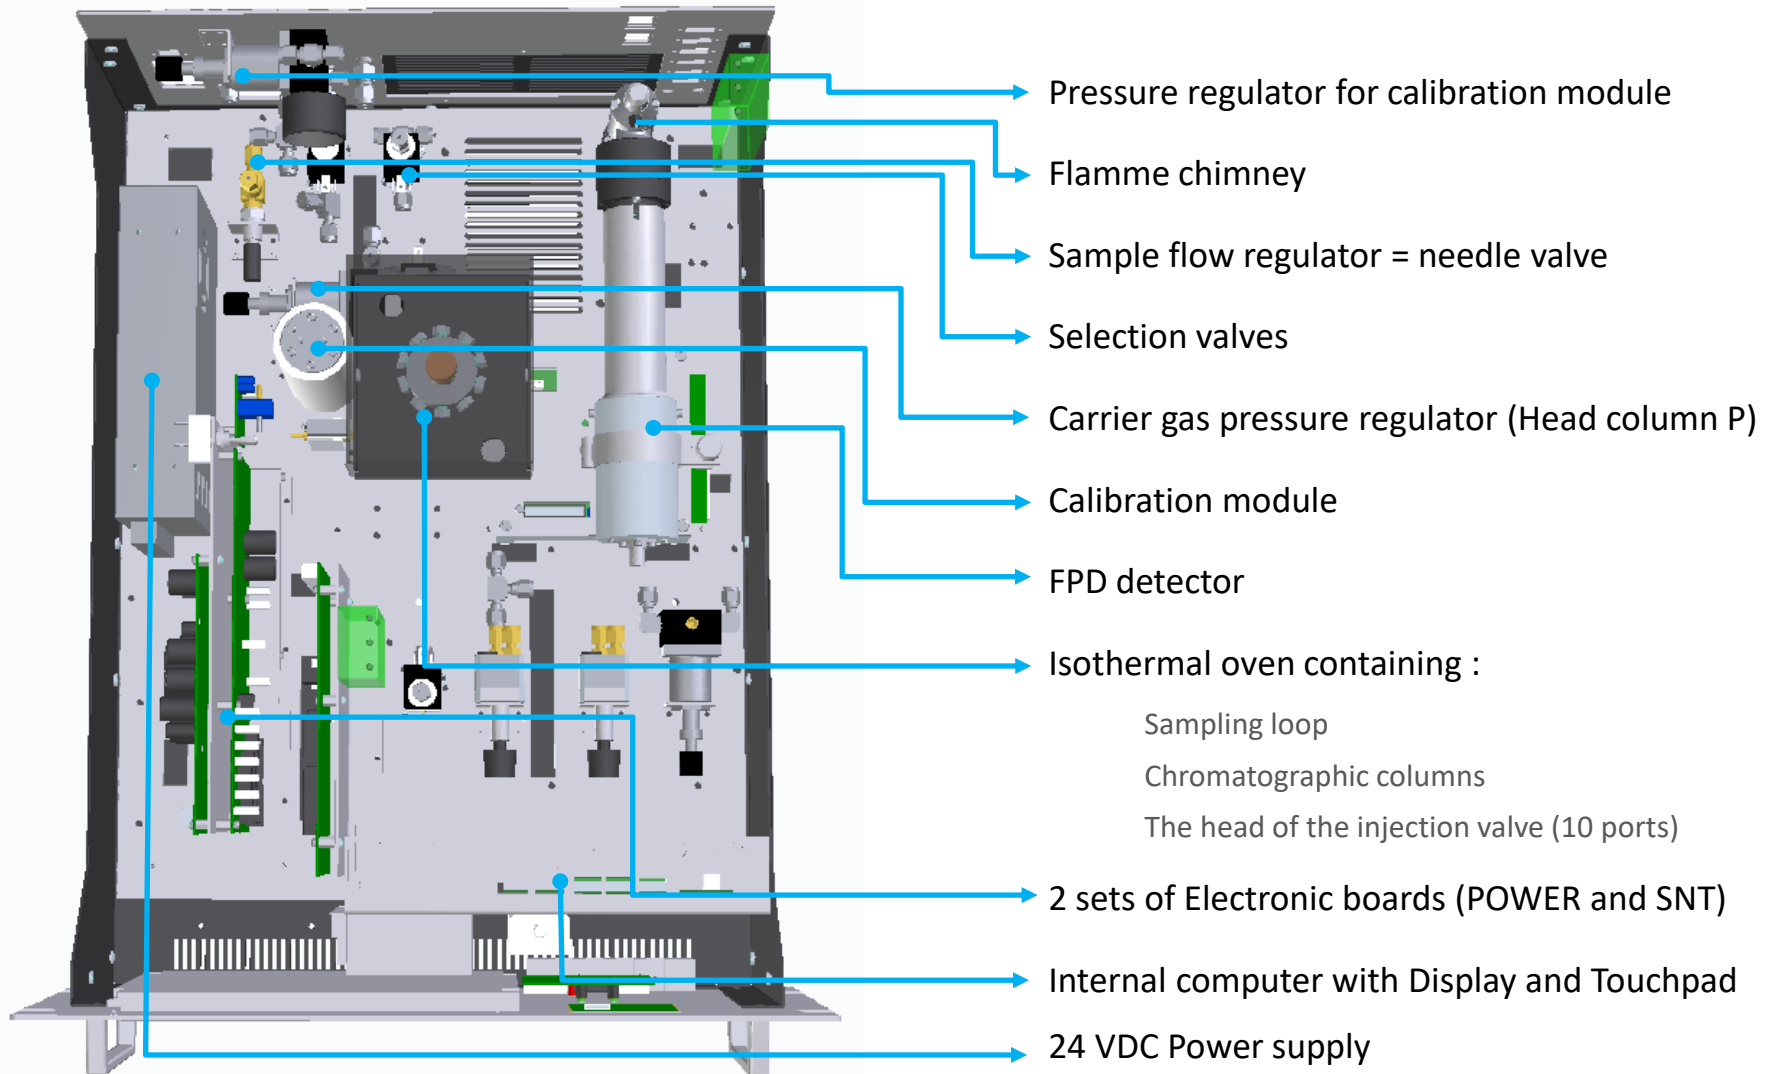 Pressure regulator for calibration module
Flamme chimney
Sample flow regulator = needle valve
Selection valves
Carrier gas pressure regulator (Head column P)
Calibration module
FPD detector
Isothermal oven containing :
Sampling loop
Chromatographic columns
The head of the injection valve (10 ports)
2 sets of Electronic boards (POWER and SNT)
Internal computer with Display and Touchpad
24 VDC Power supply